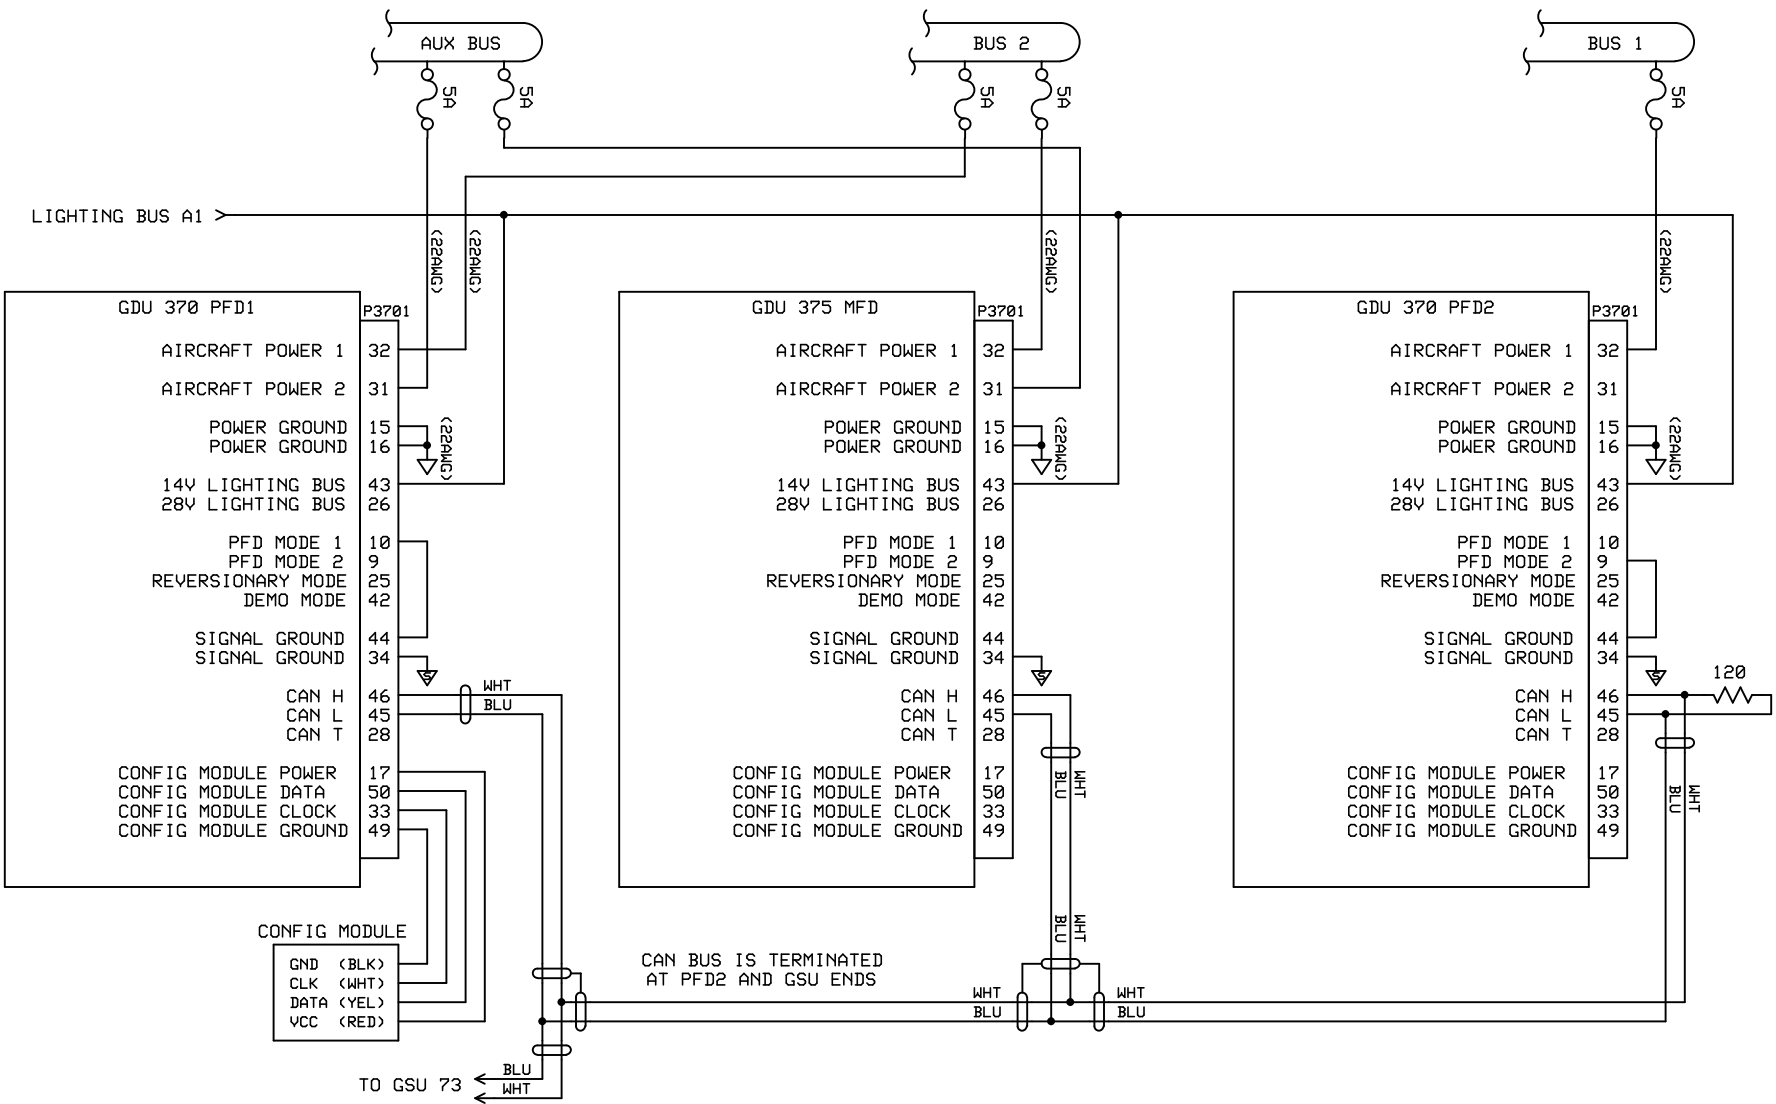 AUX BUS
BUS 2
BUS 1
5A
5A
5A
5A
5A
LIGHTING BUS A1
(22AWG)
(22AWG)
(22AWG)
(22AWG)
GDU 370 PFD1
P3701
AIRCRAFT POWER 1 32
AIRCRAFT POWER 2 31
POWER GROUND 15
POWER GROUND 16
(22AWG)
14V LIGHTING BUS 43
28V LIGHTING BUS 26
PFD MODE 1 10
PFD MODE 2 9
REVERSIONARY MODE 25
DEMO MODE 42
SIGNAL GROUND 44
SIGNAL GROUND 34
S
CAN H 46 WHT
CAN L 45 BLU
CAN T 28
CONFIG MODULE POWER 17
CONFIG MODULE DATA 50
CONFIG MODULE CLOCK 33
CONFIG MODULE GROUND 49
GDU 375 MFD
P3701
AIRCRAFT POWER 1 32
AIRCRAFT POWER 2 31
POWER GROUND 15
POWER GROUND 16
(22AWG)
14V LIGHTING BUS 43
28V LIGHTING BUS 26
PFD MODE 1 10
PFD MODE 2 9
REVERSIONARY MODE 25
DEMO MODE 42
SIGNAL GROUND 44
SIGNAL GROUND 34
S
CAN H 46
CAN L 45
CAN T 28
CONFIG MODULE POWER 17
CONFIG MODULE DATA 50
CONFIG MODULE CLOCK 33
CONFIG MODULE GROUND 49
BLU
WHT
BLU
WHT
GDU 370 PFD2
P3701
AIRCRAFT POWER 1 32
AIRCRAFT POWER 2 31
POWER GROUND 15
POWER GROUND 16
(22AWG)
14V LIGHTING BUS 43
28V LIGHTING BUS 26
PFD MODE 1 10
PFD MODE 2 9
REVERSIONARY MODE 25
DEMO MODE 42
SIGNAL GROUND 44
SIGNAL GROUND 34
S
120
CAN H 46
CAN L 45
CAN T 28
CONFIG MODULE POWER 17
CONFIG MODULE DATA 50
CONFIG MODULE CLOCK 33
CONFIG MODULE GROUND 49
BLU
WHT
CONFIG MODULE
GND (BLK)
CLK (WHT)
DATA (YEL)
VCC (RED)
CAN BUS IS TERMINATED
AT PFD2 AND GSU ENDS
WHT
BLU
WHT
BLU
TO GSU 73
BLU
WHT